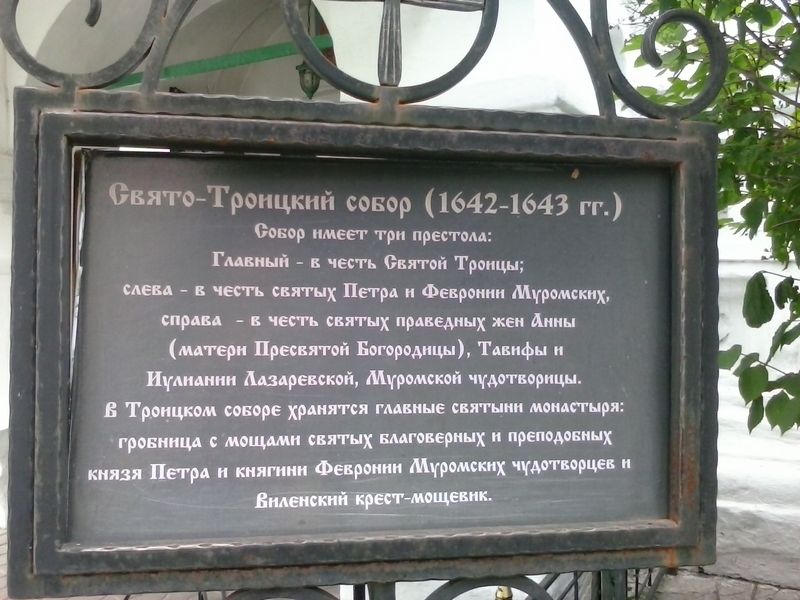 Свято-Троицкий собор (1642-1643 гг.)
Собор имеет три престола:
Главный - в честь Святой Троицы;
слева - в честь святых Петра и Февронии Муромских,
справа - в честь святых праведных жен Анны
(матери Пресвятой Богородицы), Тавифы и
Иулиании Лазаревской, Муромской чудотворицы.
В Троицком соборе хранятся главные святыни монастыря:
гробница с мощами святых благоверных и преподобных
князя Петра и княгини Февронии Муромских чудотворцев и
Виленский крест-мощевик.